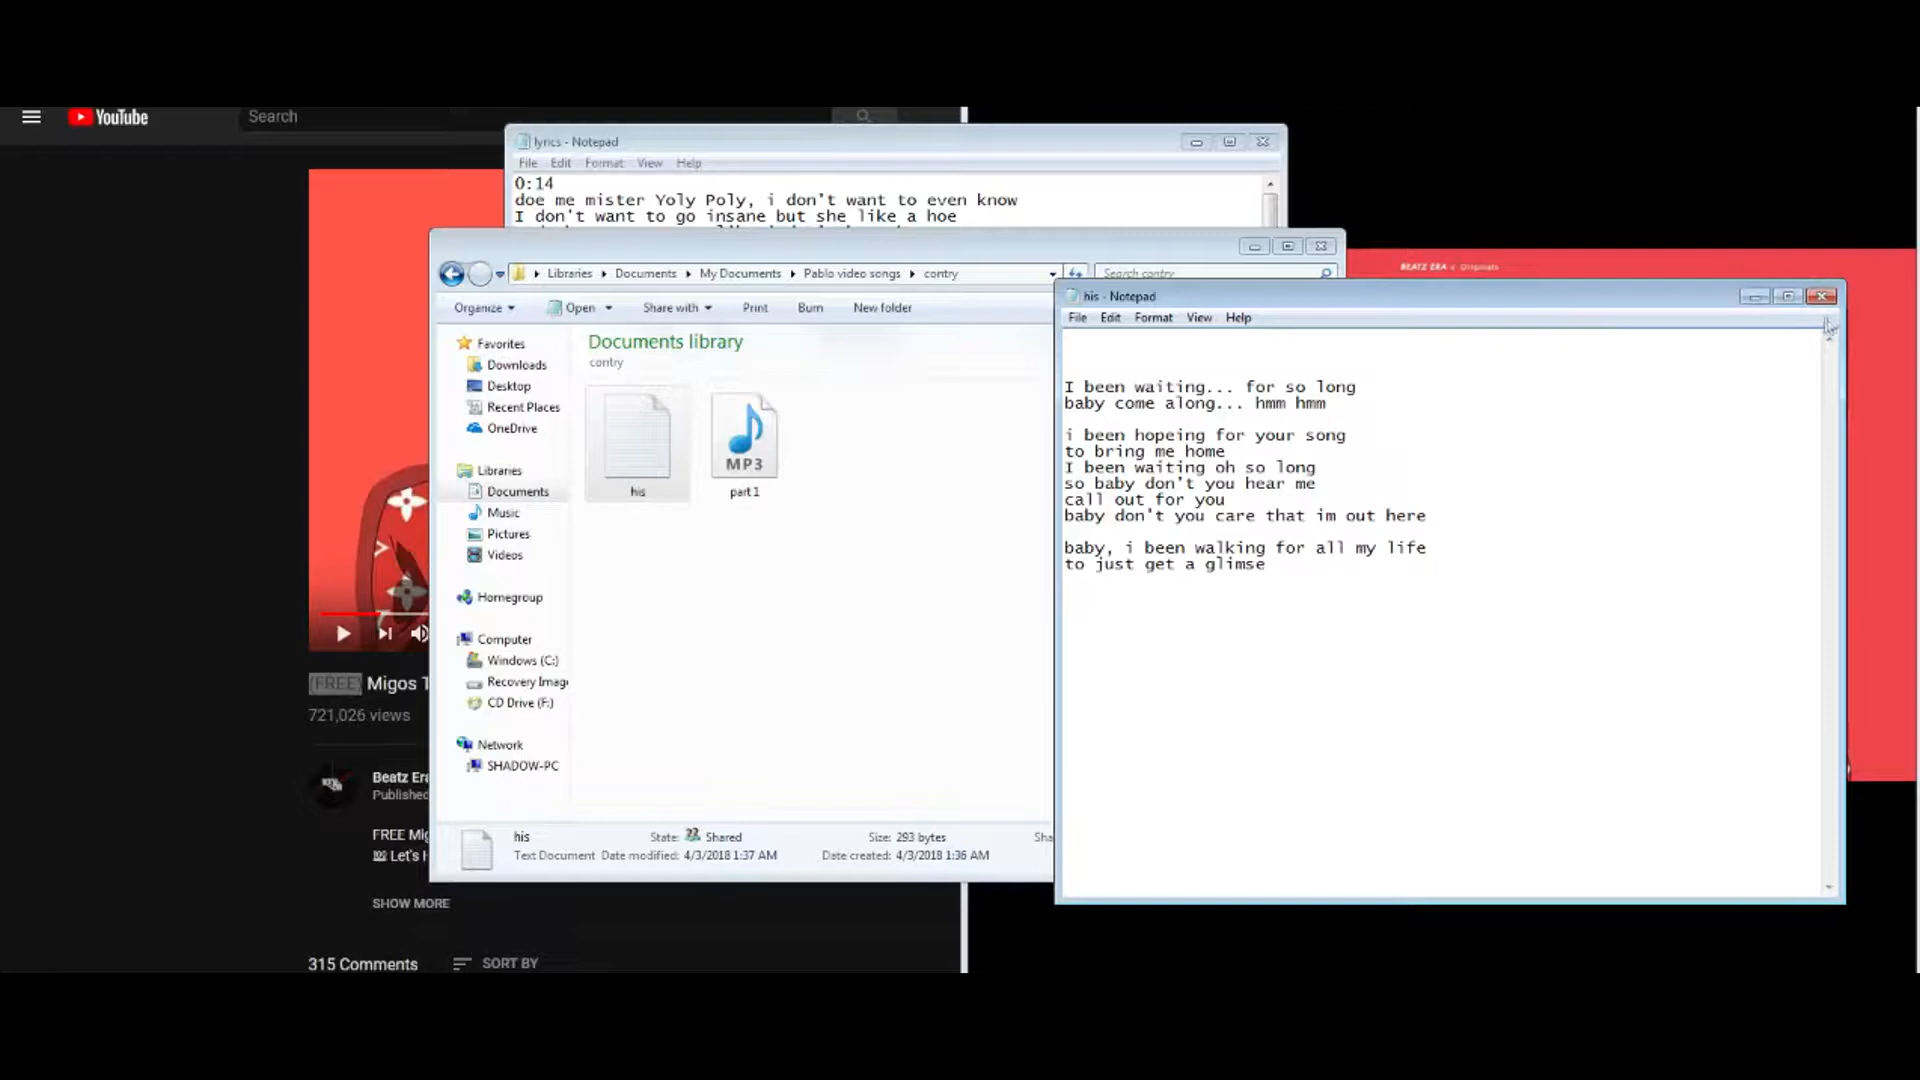 YouTube
Search
lyrics - Notepad
File Edit Format View Help
0:14
doe me mister Yoly Poly, i don't want to even know
I don't want to go insane but she like a hoe
Libraries Documents My Documents Pablo video songs contry
Search contry
BEATZ ERA Originals
Organize Open Share with Print Burn New folder
his - Notepad
File Edit Format View Help
Favorites
Downloads
Desktop
Recent Places
OneDrive
Libraries
Documents
Music
Pictures
Videos
Homegroup
Computer
Windows (C:)
Recovery Imag
CD Drive (F:)
Network
SHADOW-PC
Documents library
contry
MP3
his
part 1
I been waiting... for so long
baby come along... hmm hmm
i been hopeing for your song
to bring me home
I been waiting oh so long
so baby don't you hear me
call out for you
baby don't you care that im out here
baby, i been walking for all my life
to just get a glimse
his State: Shared Size: 293 bytes Sha
Text Document Date modified: 4/3/2018 1:37 AM Date created: 4/3/2018 1:36 AM
(FREE) Migos T
721,026 views
Beatz Era
Published
FREE Mig
💯 Let's h
SHOW MORE
315 Comments
SORT BY